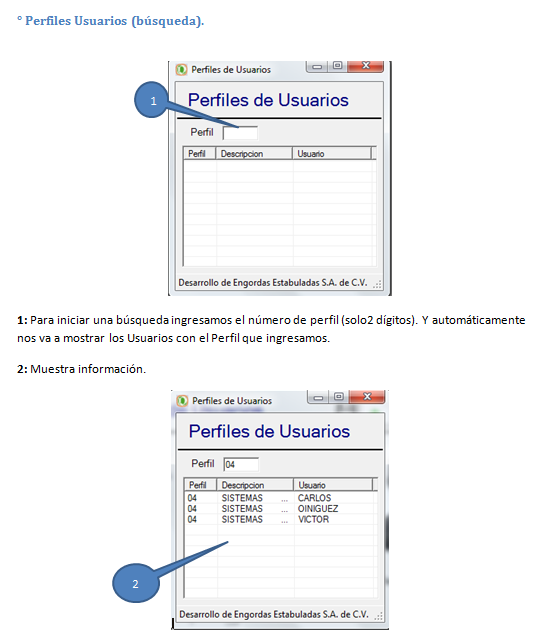 ° Perfiles Usuarios (búsqueda).
Perfiles de Usuarios
Perfiles de Usuarios
1
Perfil
Perfil Descripcion Usuario
Desarrollo de Engordas Estabuladas S.A. de C.V.
1: Para iniciar una búsqueda ingresamos el número de perfil (solo2 dígitos). Y automáticamente
nos va a mostrar los Usuarios con el Perfil que ingresamos.
2: Muestra información.
Perfiles de Usuarios
Perfiles de Usuarios
Perfil 04
Perfil Descripcion Usuario
04 SISTEMAS ... CARLOS
04 SISTEMAS ... OINIGUEZ
04 SISTEMAS ... VICTOR
2
Desarrollo de Engordas Estabuladas S.A. de C.V.